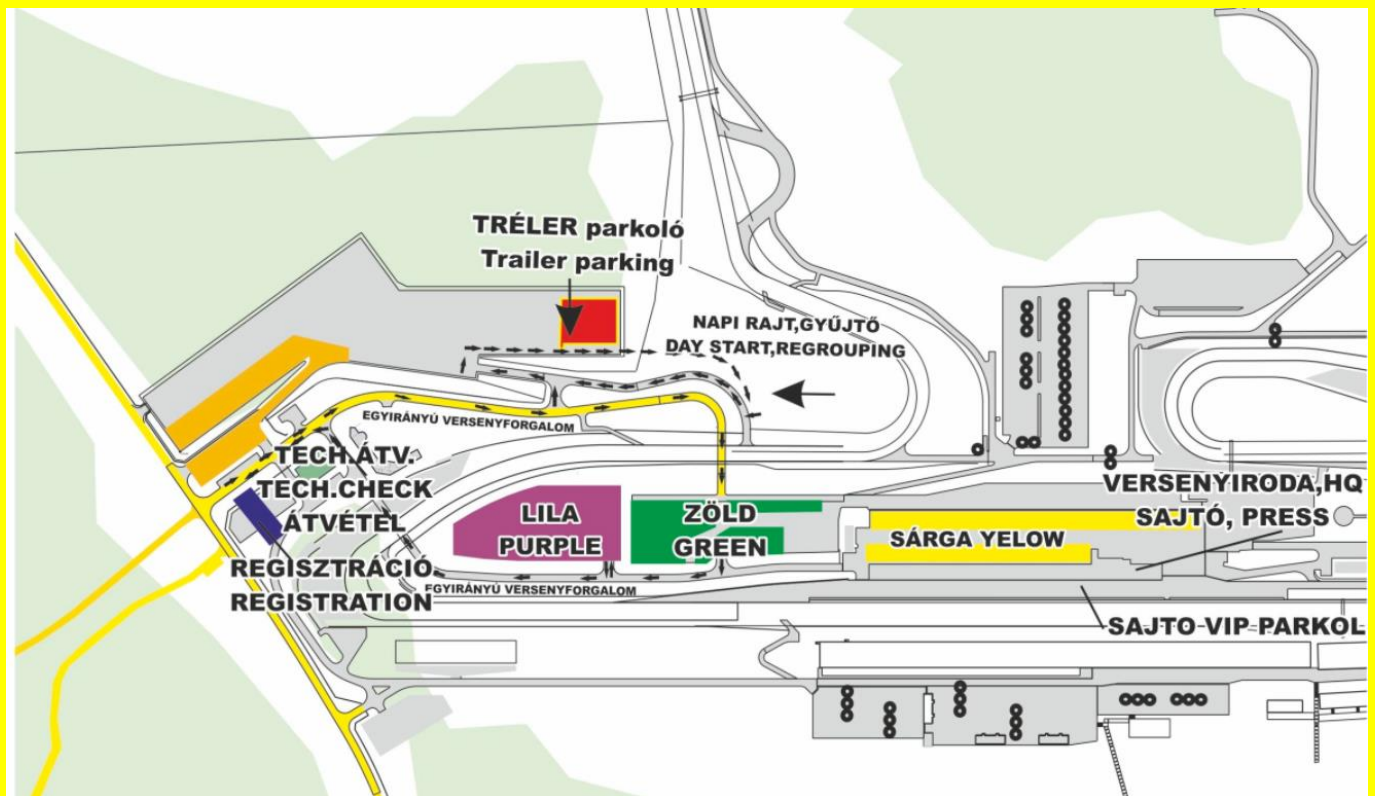 TRÉLER parkoló
Trailer parking
NAPI RAJT,GYŰJTŐ
DAY START,REGROUPING
EGYIRÁNYÚ VERSENYFORGALOM
TECH.ÁTV.
TECH.CHECK
ÁTVÉTEL
REGISZTRÁCIÓ
REGISTRATION
LILA
PURPLE
ZÖLD
GREEN
SÁRGA YELOW
VERSENYIRODA,HQ
SAJTÓ, PRESS
EGYIRÁNYÚ VERSENYFORGALOM
SAJTO VIP PARKOL